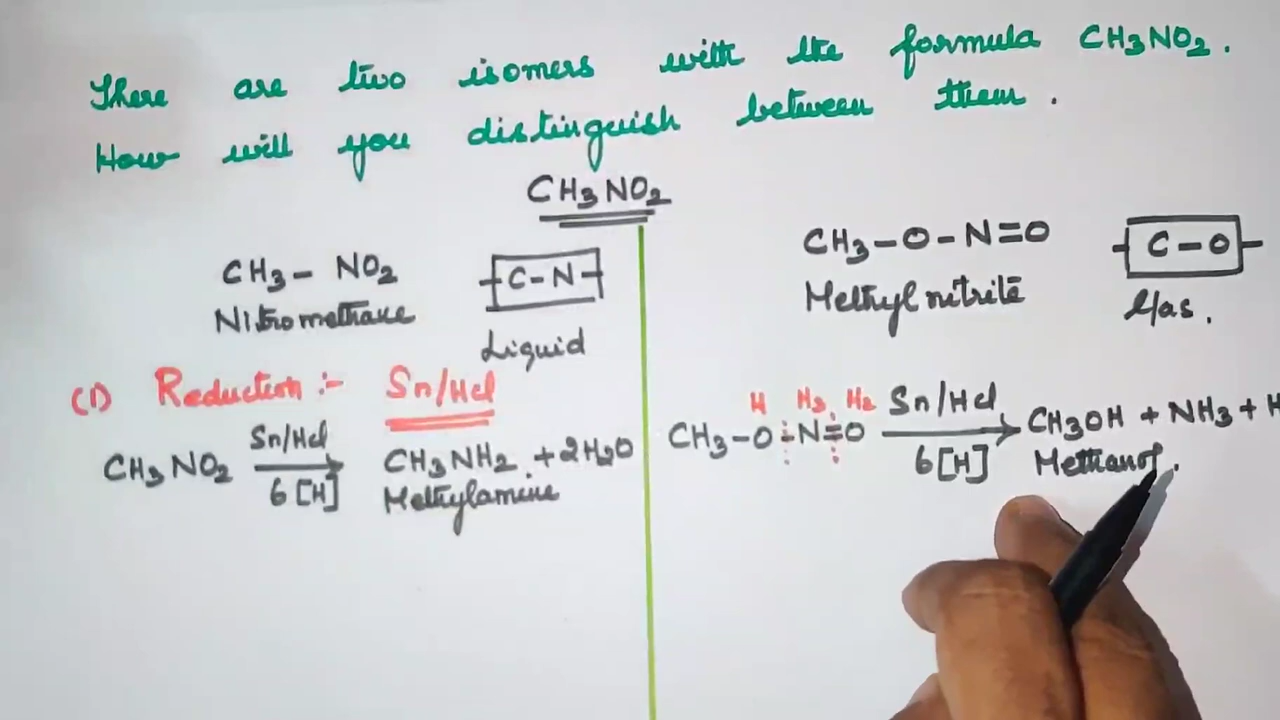 There are two isomers with the formula CH3NO2.
How will you distinguish between them.
CH3NO2
CH3- NO2
C-N
Nitromethane
Liquid
CH3-O-N=O
C-O
Methyl nitrite
Gas.
(1) Reduction :- Sn/Hcl
CH3NO2 Sn/Hcl 6[H] CH3NH2 + 2H2O
Methylamine
H H3 H2
CH3-O-N=O Sn/Hcl 6[H] CH3OH + NH3 + H
Methanol.